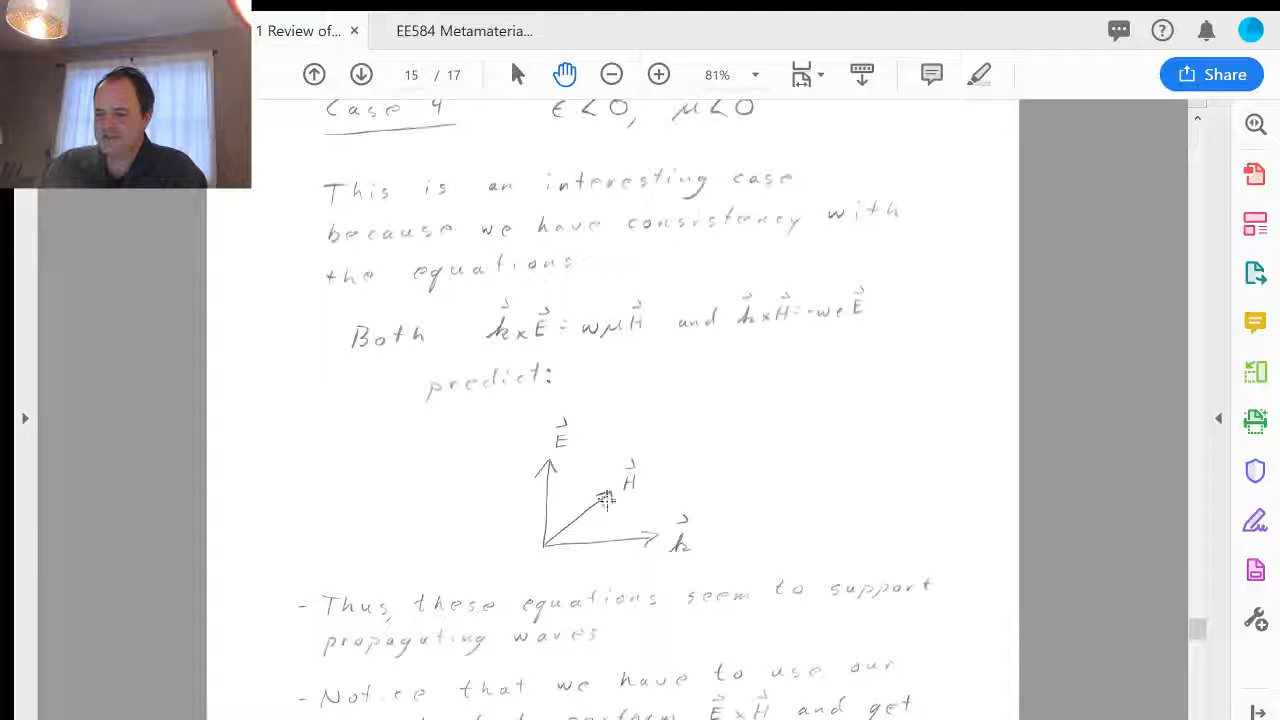 1 Review of...
EE584 Metamateria...
15 / 17
81%
Share
Case 4 ϵ<0, μ<0
This is an interesting case
because we have consistency with
the equations
Both k⃗ x E⃗ = ωμH⃗ and k⃗ x H⃗ = -ωϵE⃗
predict:
E⃗
H⃗
k⃗
- Thus, these equations seem to support
propagating waves
- Notice that we have to use our
perform E⃗ x H⃗ and get